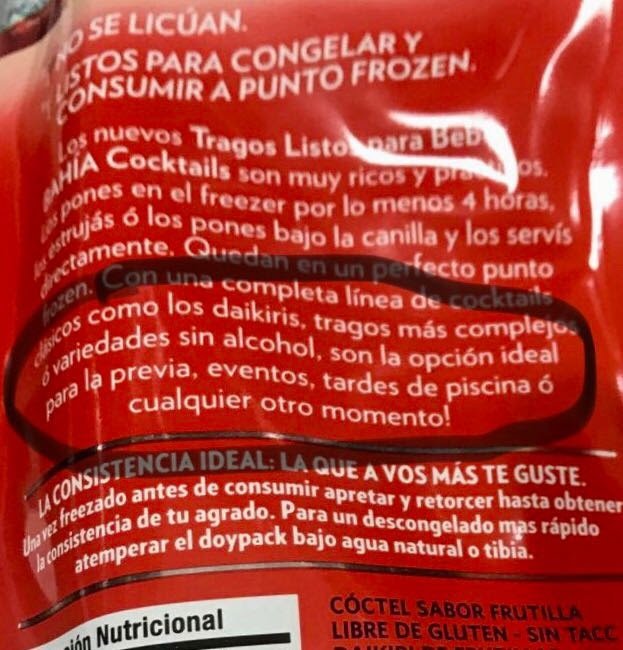 NO SE LICÚAN.
LISTOS PARA CONGELAR Y
CONSUMIR A PUNTO FROZEN.
Los nuevos Tragos Listos para Beb
BAHÍA Cocktails son muy ricos y prácticos.
Los pones en el freezer por lo menos 4 horas,
los estrujás ó los pones bajo la canilla y los servís
directamente. Quedan en un perfecto punto
frozen. Con una completa línea de cocktails
clásicos como los daikiris, tragos más complejos
ó variedades sin alcohol, son la opción ideal
para la previa, eventos, tardes de piscina ó
cualquier otro momento!
LA CONSISTENCIA IDEAL: LA QUE A VOS MÁS TE GUSTE.
Una vez freezado antes de consumir apretar y retorcer hasta obtener
la consistencia de tu agrado. Para un descongelado mas rápido
atemperar el doypack bajo agua natural o tibia.
ión Nutricional
CÓCTEL SABOR FRUTILLA
LIBRE DE GLUTEN - SIN TACC